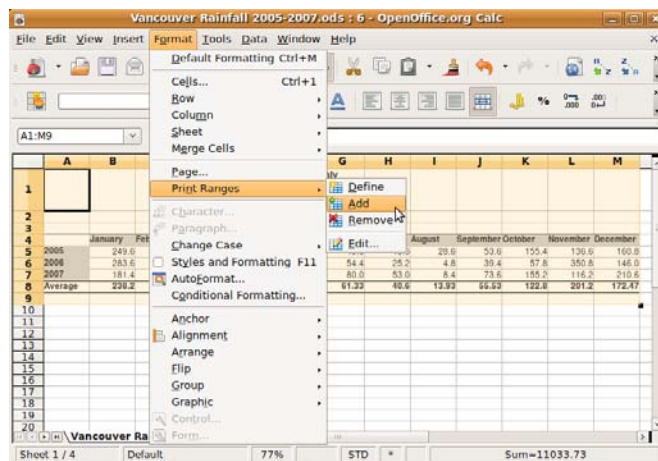 Vancouver Rainfall 2005-2007.ods : 6 - OpenOffice.org Calc
File Edit View Insert Format Tools Data Window Help
Default Formatting Ctrl+M
Cells... Ctrl+1
Row
Column
Sheet
Merge Cells
Page...
Print Ranges
Define
Add
Remove
Edit...
Character...
Paragraph...
Change Case
Styles and Formatting F11
AutoFormat...
Conditional Formatting...
Anchor
Alignment
Arrange
Flip
Group
Graphic
Control...
Form...
A1:M9
A B G H I J K L M
1
2
3
4 January August September October November December
5 2005 249.6 53.6 155.4 136.6 160.8
6 2006 283.6 54.4 25.2 4.8 39.4 57.8 350.8 146.0
7 2007 181.4 80.0 53.0 8.4 73.6 155.2 116.2 210.6
8 Average 238.2 61.33 40.6 13.93 55.53 122.8 201.2 172.47
9
10
11
12
13
14
15
16
17
18
19
20
Vancouver Ra
Sheet 1 / 4 Default 77% STD * Sum=11033.73